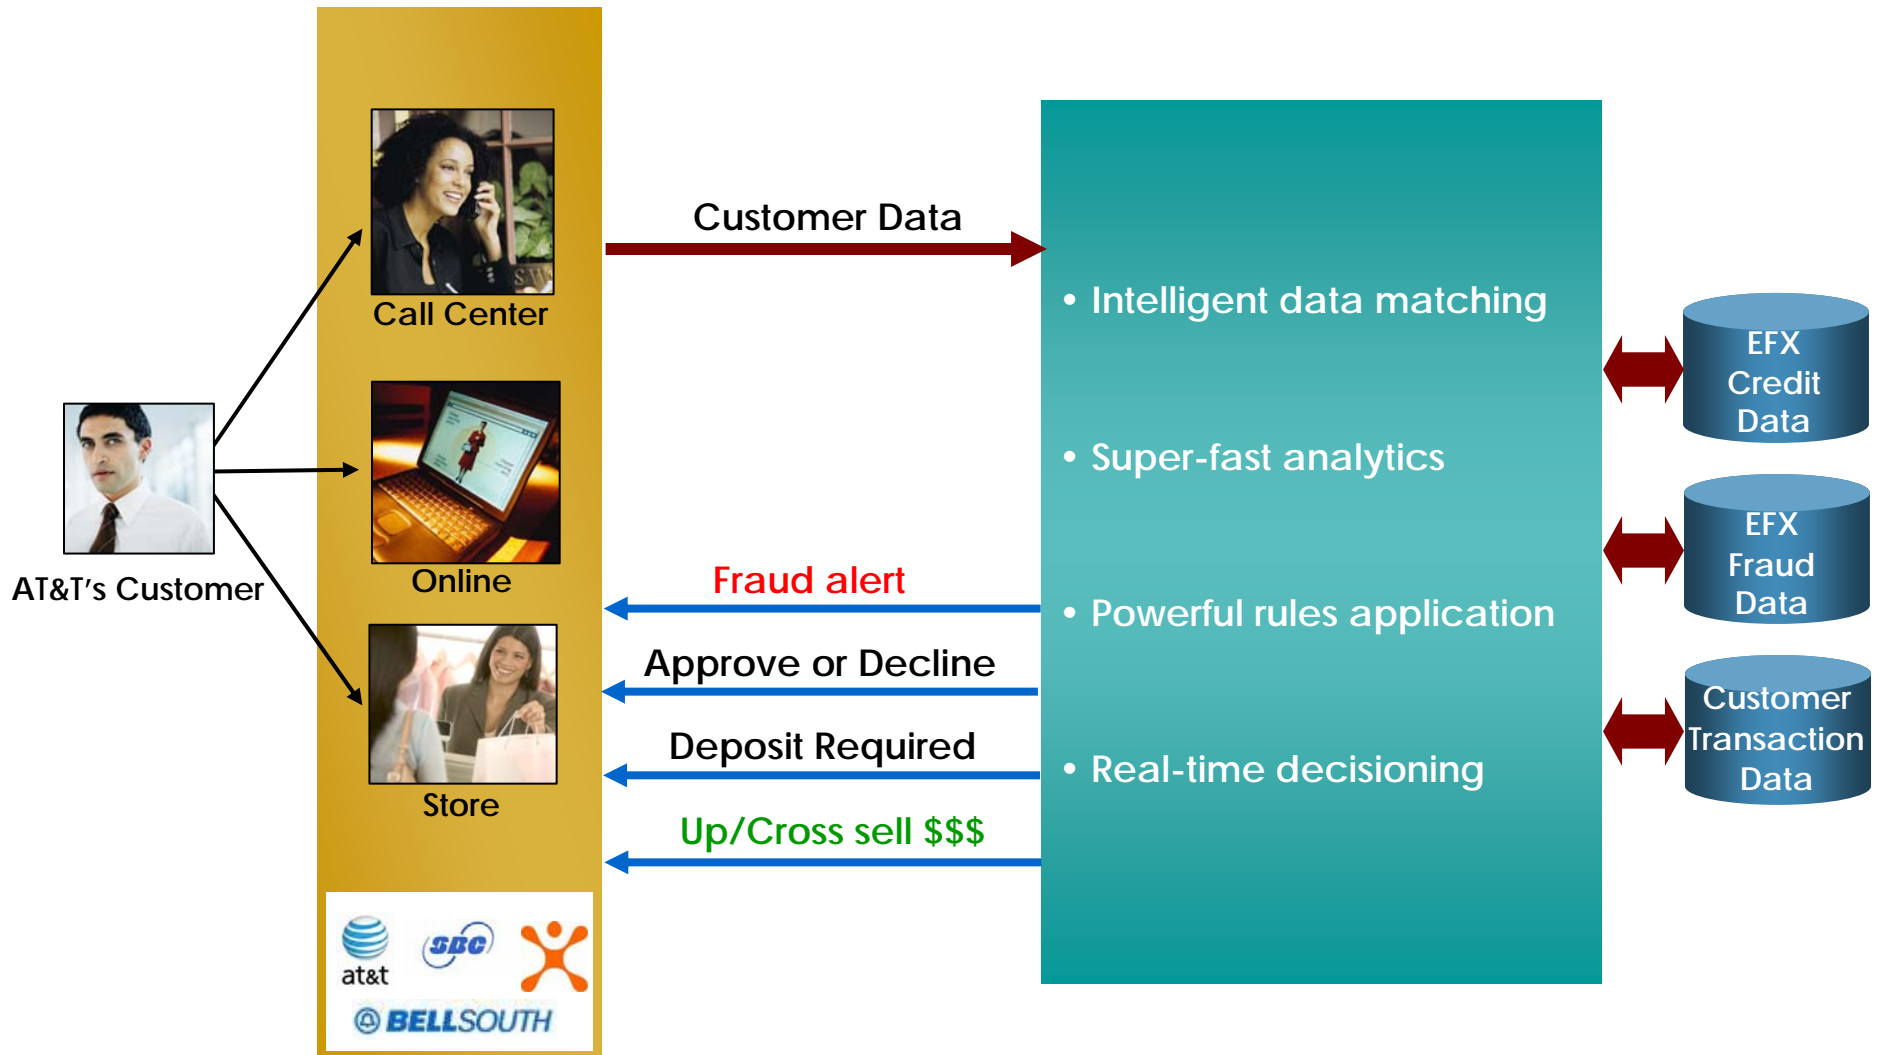 AT&T's Customer
Call Center
Online
Store
at&t
SBC
BELLSOUTH
Customer Data
Fraud alert
Approve or Decline
Deposit Required
Up/Cross sell $$$
• Intelligent data matching
• Super-fast analytics
• Powerful rules application
• Real-time decisioning
EFX
Credit
Data
EFX
Fraud
Data
Customer
Transaction
Data